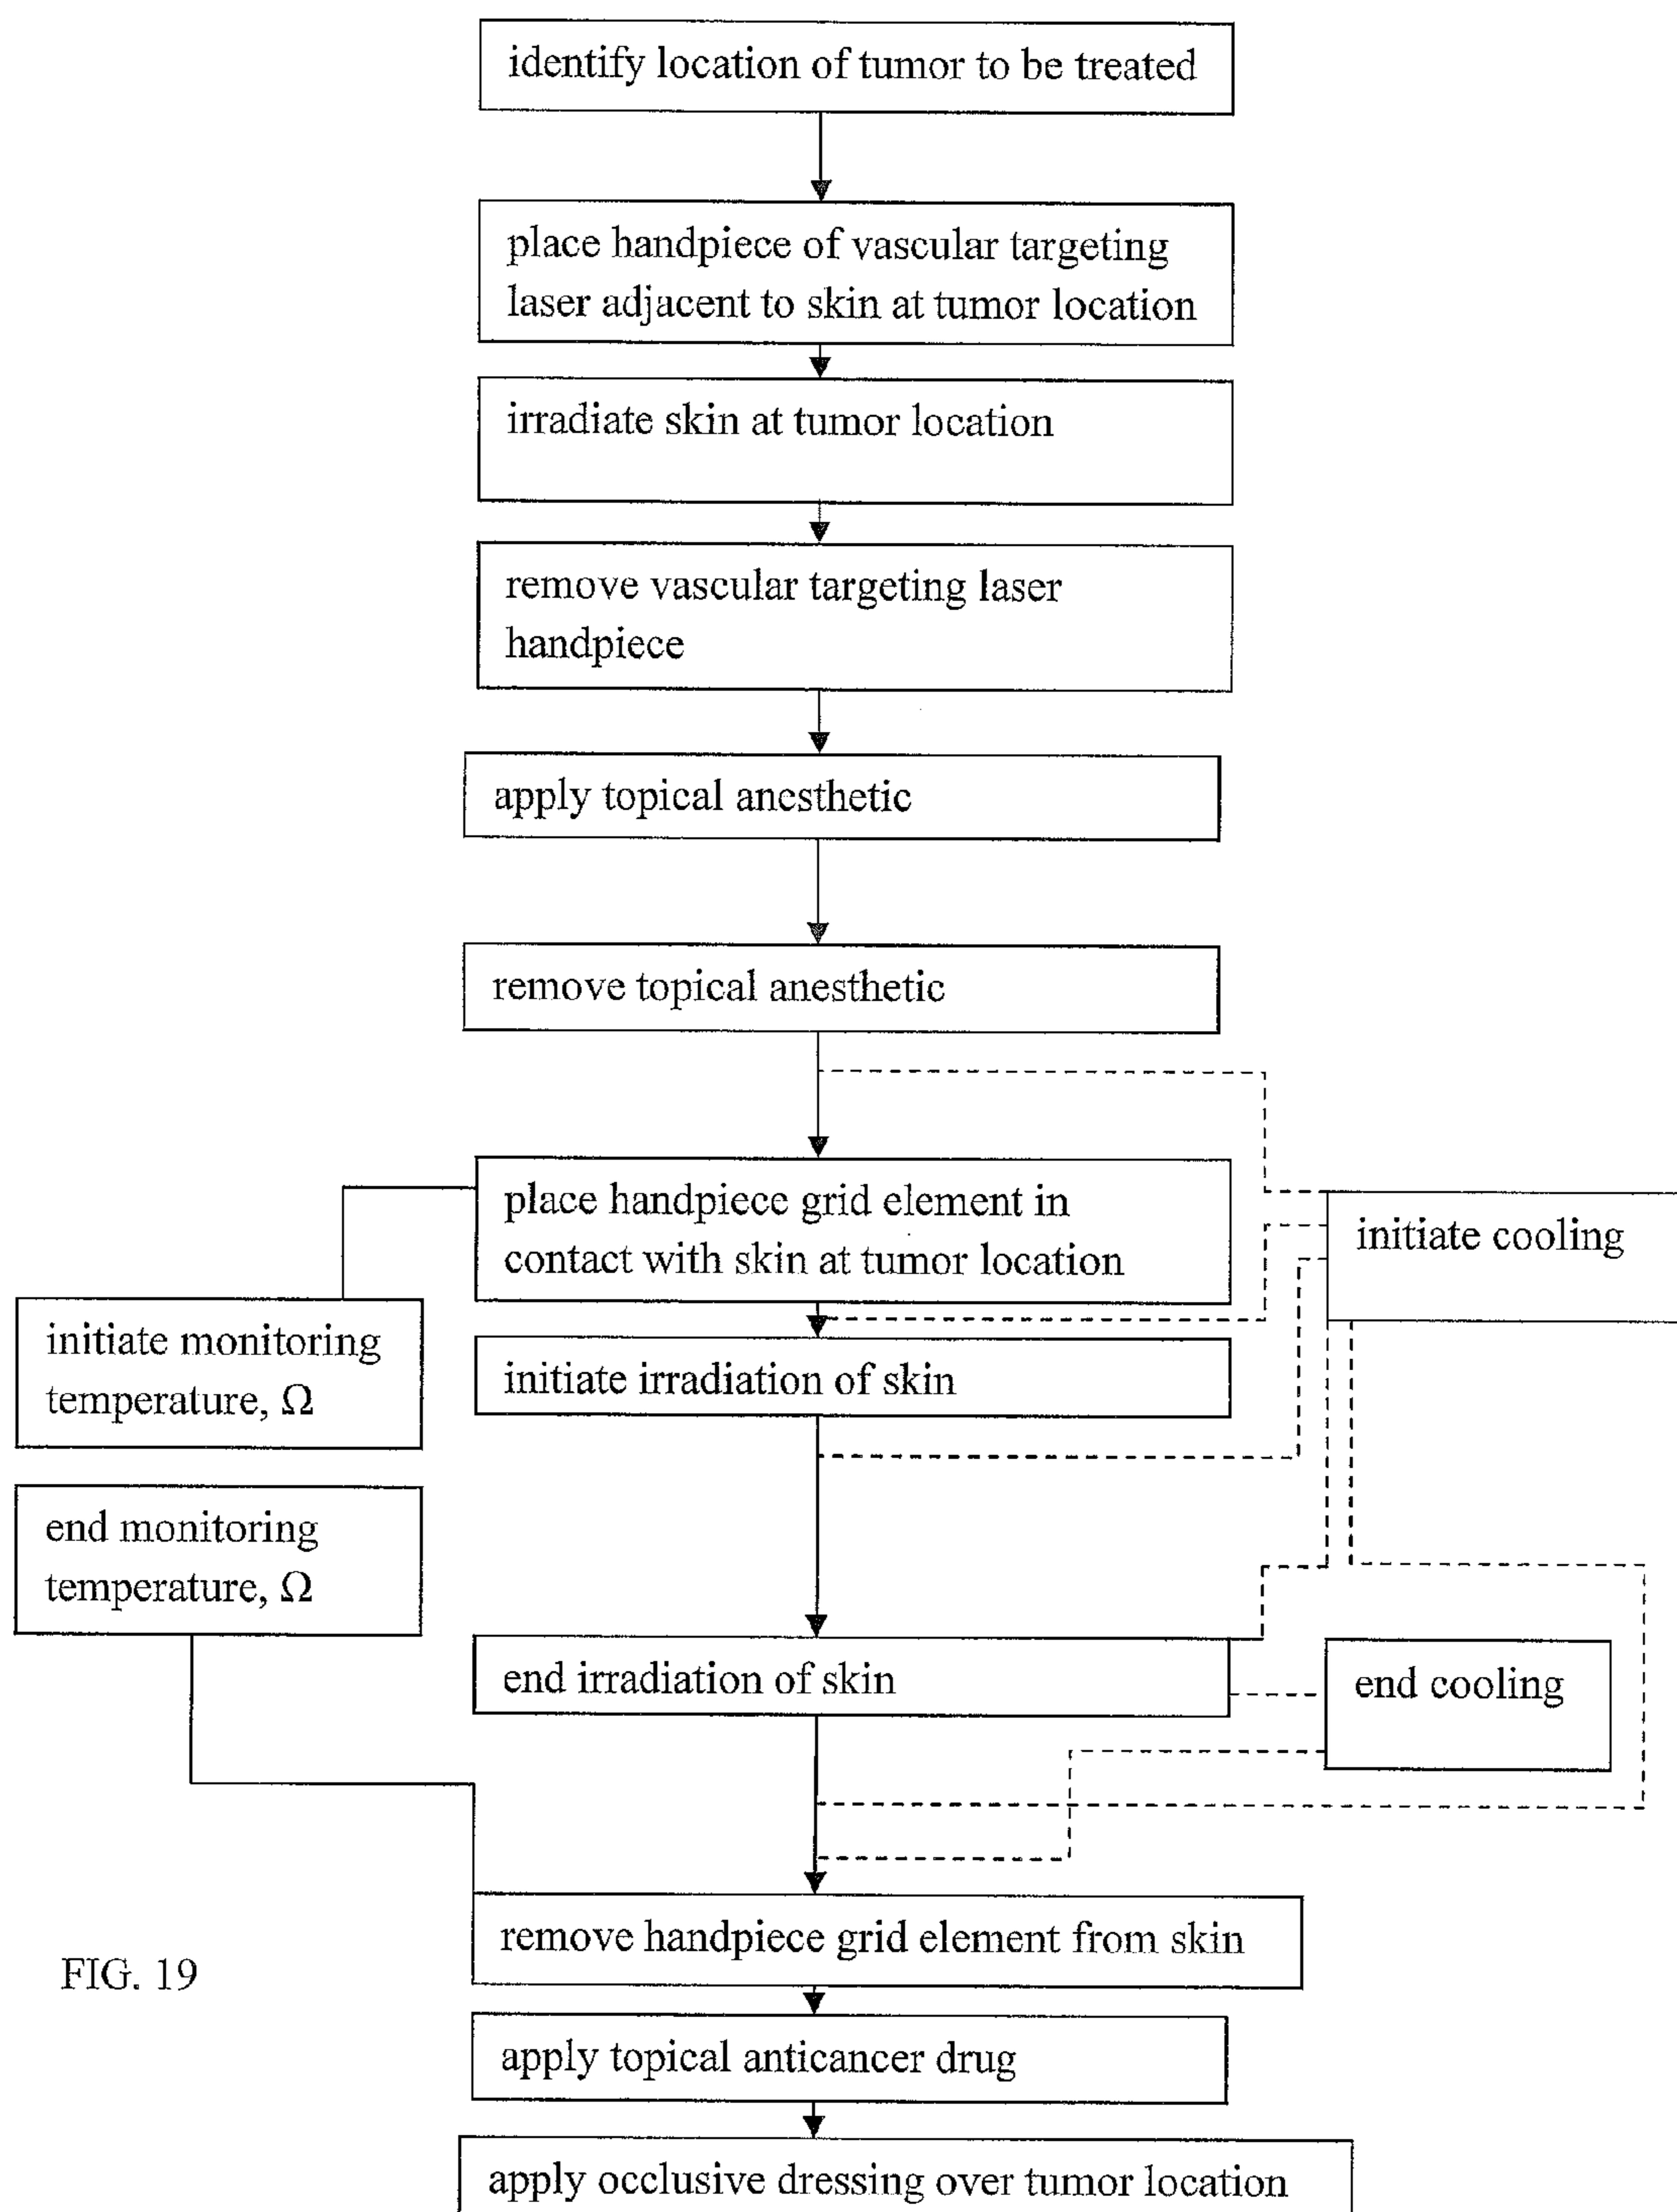 identify location of tumor to be treated
place handpiece of vascular targeting
laser adjacent to skin at tumor location
irradiate skin at tumor location
remove vascular targeting laser
handpiece
apply topical anesthetic
remove topical anesthetic
place handpiece grid element in
contact with skin at tumor location
initiate cooling
initiate monitoring
temperature, Ω
initiate irradiation of skin
end monitoring
temperature, Ω
end irradiation of skin
end cooling
remove handpiece grid element from skin
FIG. 19
apply topical anticancer drug
apply occlusive dressing over tumor location